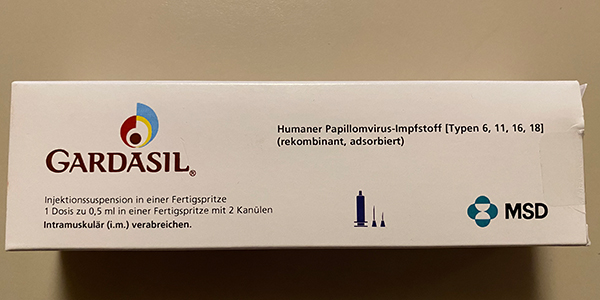 GARDASIL®
Humaner Papillomvirus-Impfstoff [Typen 6, 11, 16, 18]
(rekombinant, adsorbiert)
Injektionssuspension in einer Fertigspritze
1 Dosis zu 0,5 ml in einer Fertigspritze mit 2 Kanülen
Intramuskulär (i.m.) verabreichen.
MSD